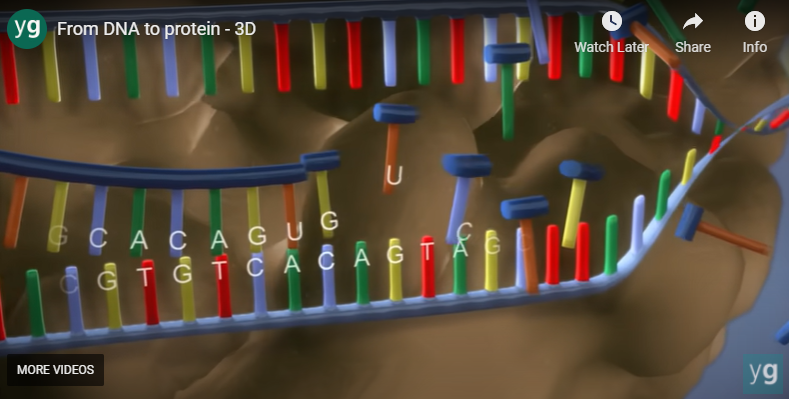 yg From DNA to protein - 3D
Watch Later Share Info
U
G C A C A G U G
C
C G T G T C A C A G T A G C
MORE VIDEOS
yg